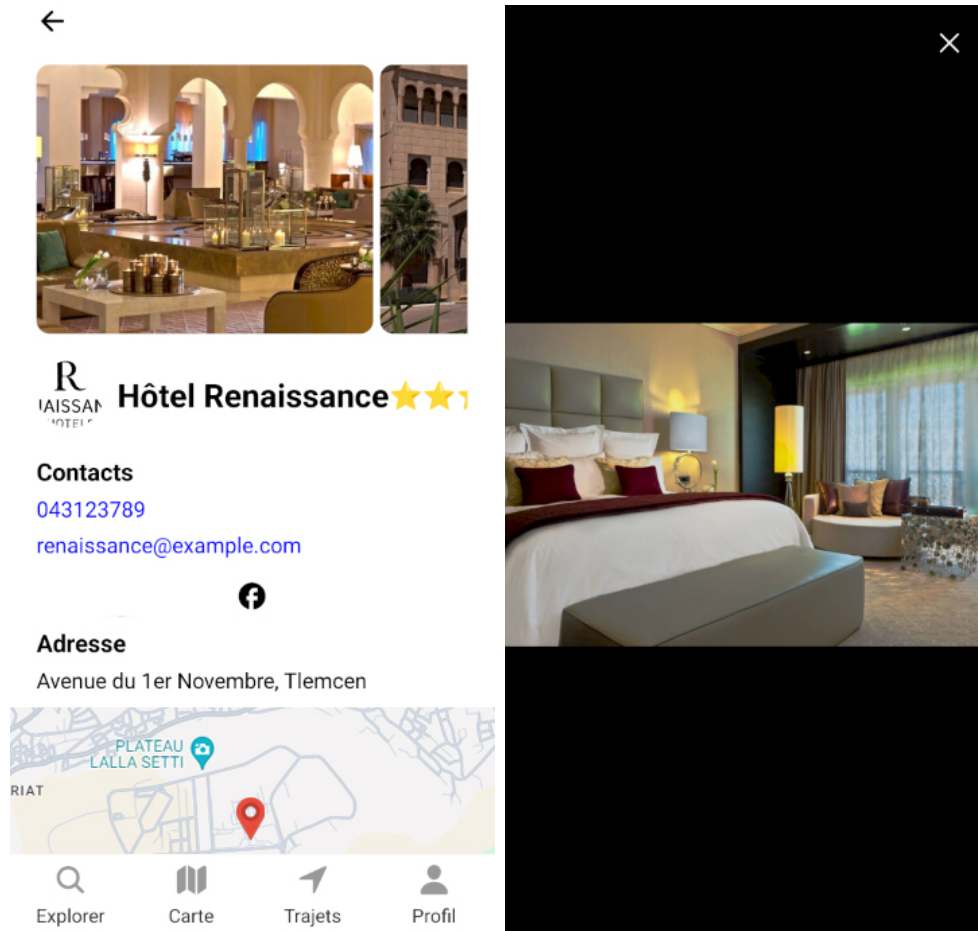 R
Hôtel Renaissance
Contacts
043123789
renaissance@example.com
Adresse
Avenue du 1er Novembre, Tlemcen
PLATEAU
LALLA SETTI
RIAT
Explorer
Carte
Trajets
Profil